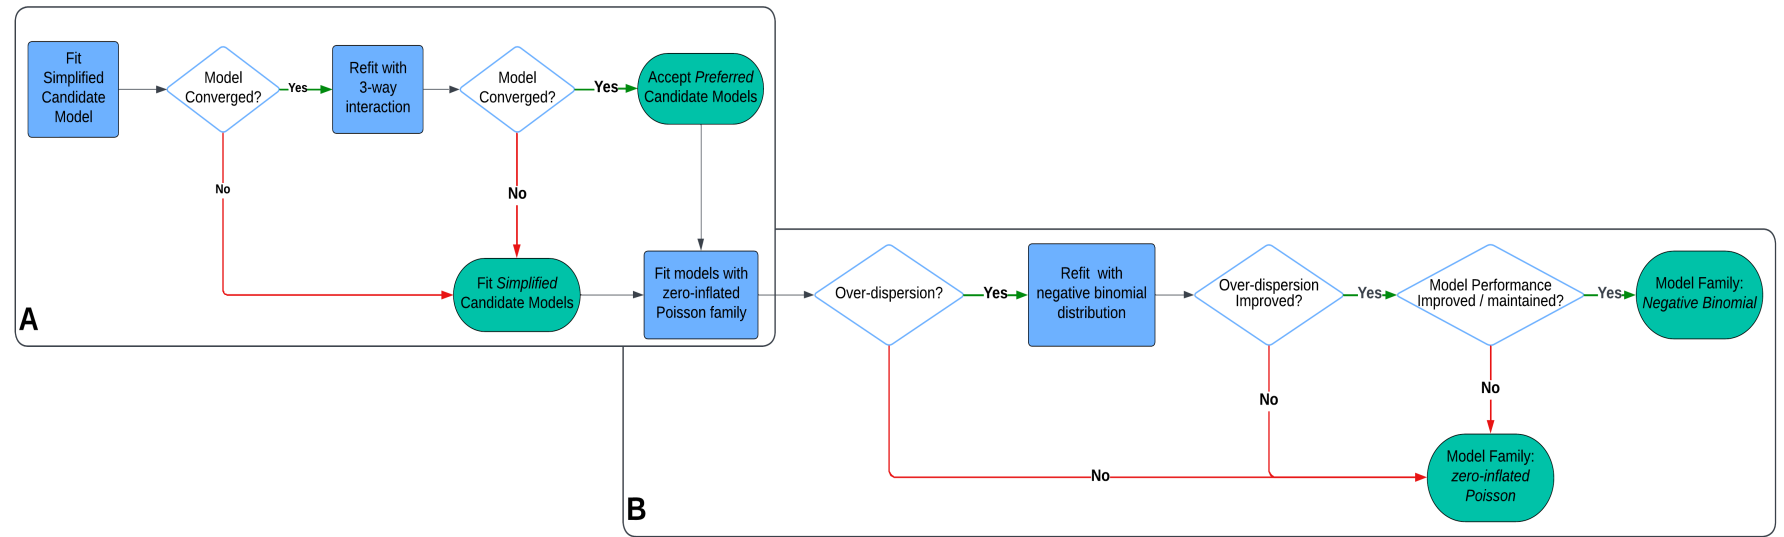 Fit
Simplified
Candidate
Model
Model
Converged?
Yes
Refit with
3-way
interaction
Model
Converged?
Yes
Accept Preferred
Candidate Models
No
No
Fit Simplified
Candidate Models
Fit models with
zero-inflated
Poisson family
A
Over-dispersion?
Yes
Refit with
negative binomial
distribution
Over-dispersion
Improved?
Yes
Model Performance
Improved / maintained?
Yes
Model Family:
Negative Binomial
No
No
No
Model Family:
zero-inflated
Poisson
B